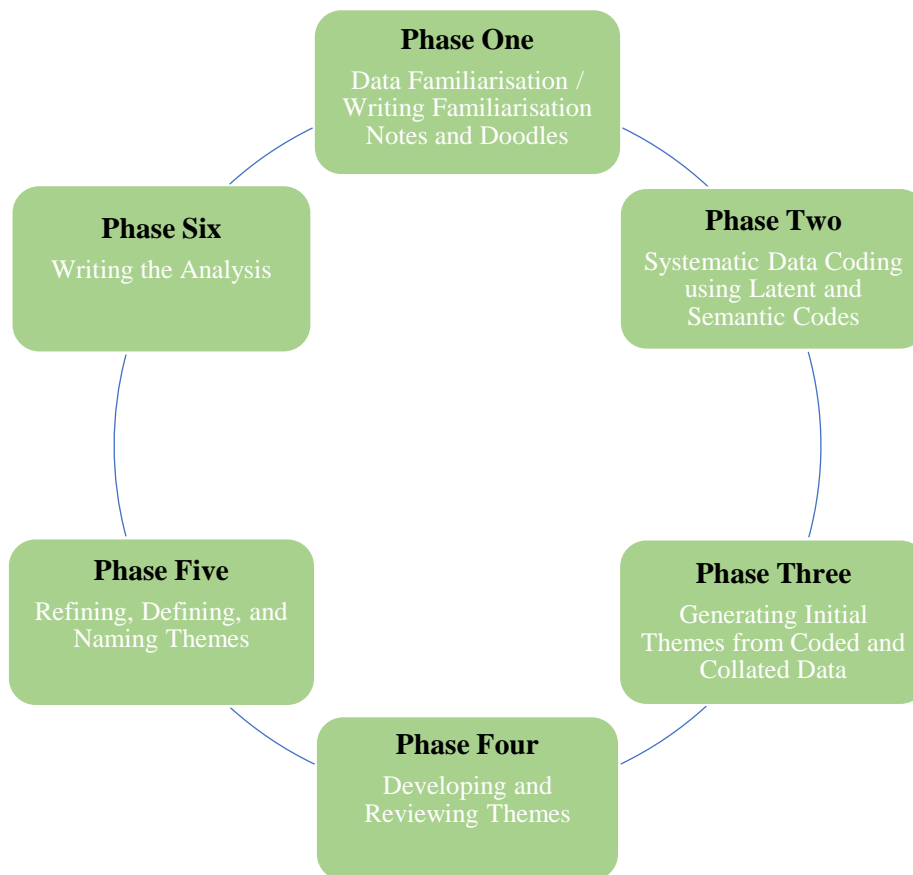 Phase One
Data Familiarisation /
Writing Familiarisation
Notes and Doodles
Phase Two
Systematic Data Coding
using Latent and
Semantic Codes
Phase Three
Generating Initial
Themes from Coded and
Collated Data
Phase Four
Developing and
Reviewing Themes
Phase Five
Refining, Defining, and
Naming Themes
Phase Six
Writing the Analysis